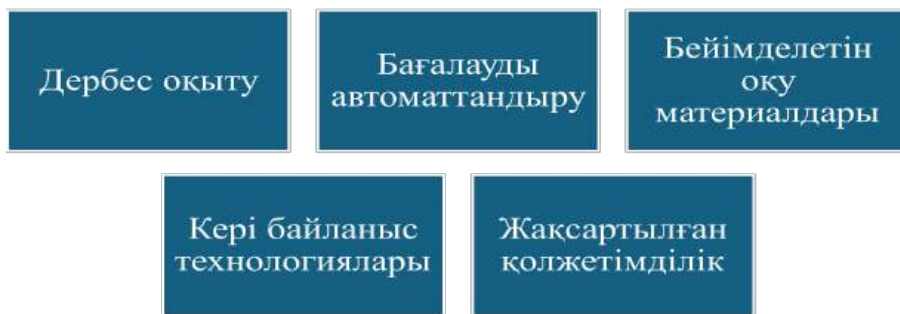 Дербес оқыту
Бағалауды
автоматтандыру
Бейімделетін
оқу
материалдары
Кері байланыс
технологиялары
Жақсартылған
қолжетімділік